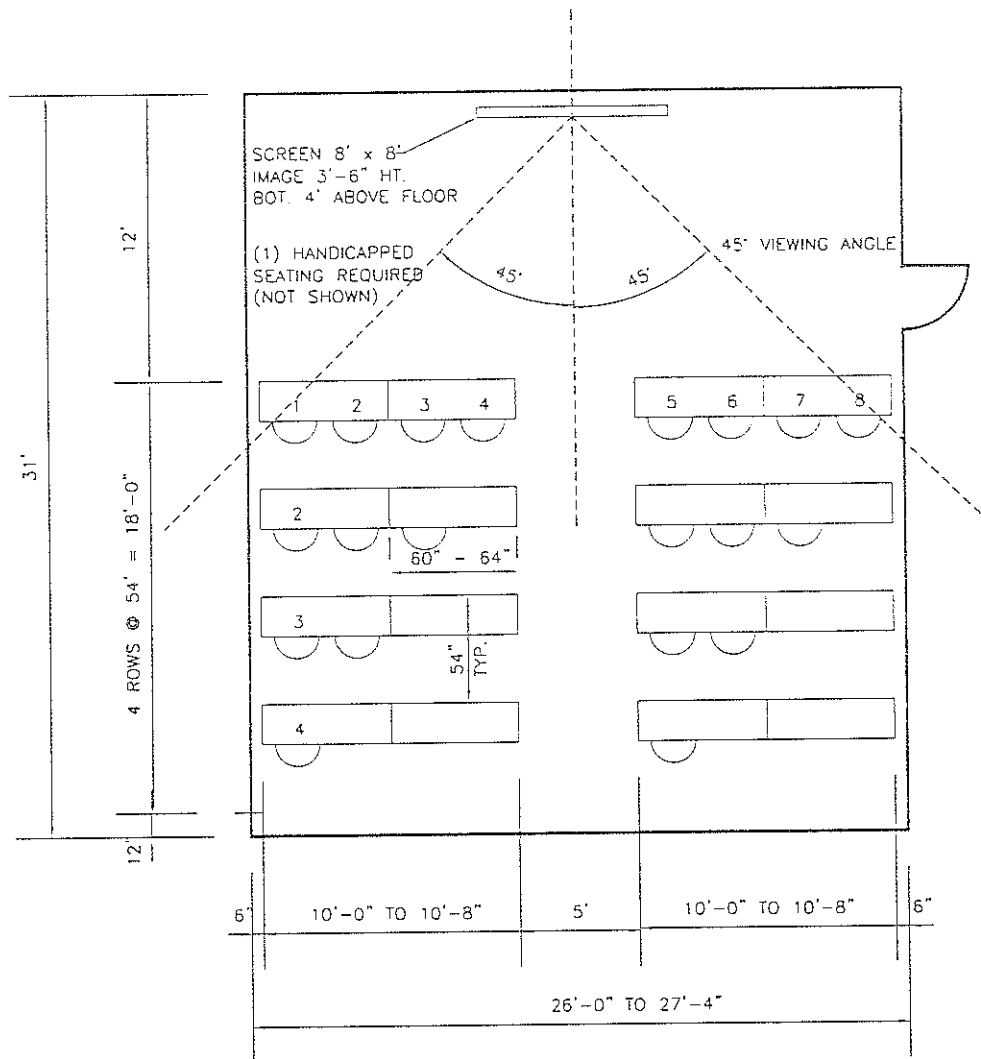 SCREEN 8' x 8'
IMAGE 3'-6" HT.
BOT. 4' ABOVE FLOOR
(1) HANDICAPPED
SEATING REQUIRED
(NOT SHOWN)
45° VIEWING ANGLE
45°
45'
12'
31'
1 2 3 4
5 6 7 8
4 ROWS @ 54' = 18'-0"
2
60" - 64"
3
54"
TYP.
4
12'
6'
10'-0" TO 10'-8"
5'
10'-0" TO 10'-8"
6"
26'-0" TO 27'-4"